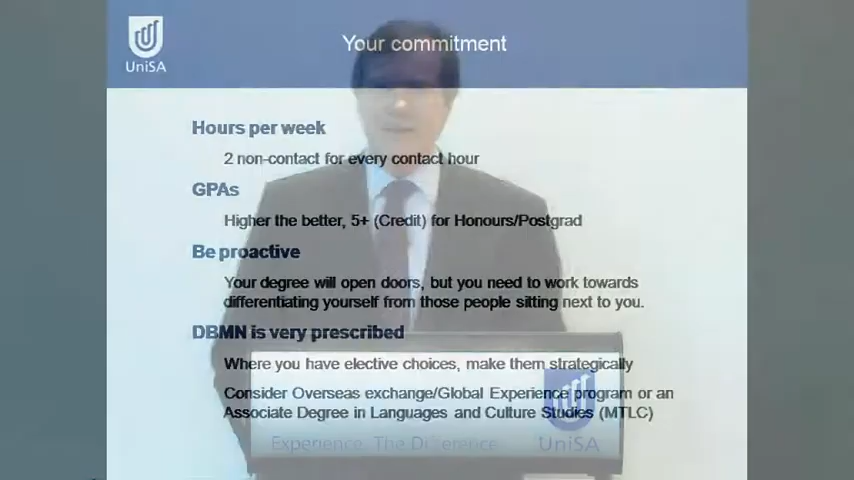 UniSA
Your commitment
Hours per week
2 non-contact for every contact hour
GPAs
Higher the better, 5+ (Credit) for Honours/Postgrad
Be proactive
Your degree will open doors, but you need to work towards
differentiating yourself from those people sitting next to you.
DBMN is very prescribed
Where you have elective choices, make them strategically
Consider Overseas exchange/Global Experience program or an
Associate Degree in Languages and Culture Studies (MTLC)
Experience. The Difference.
UniSA